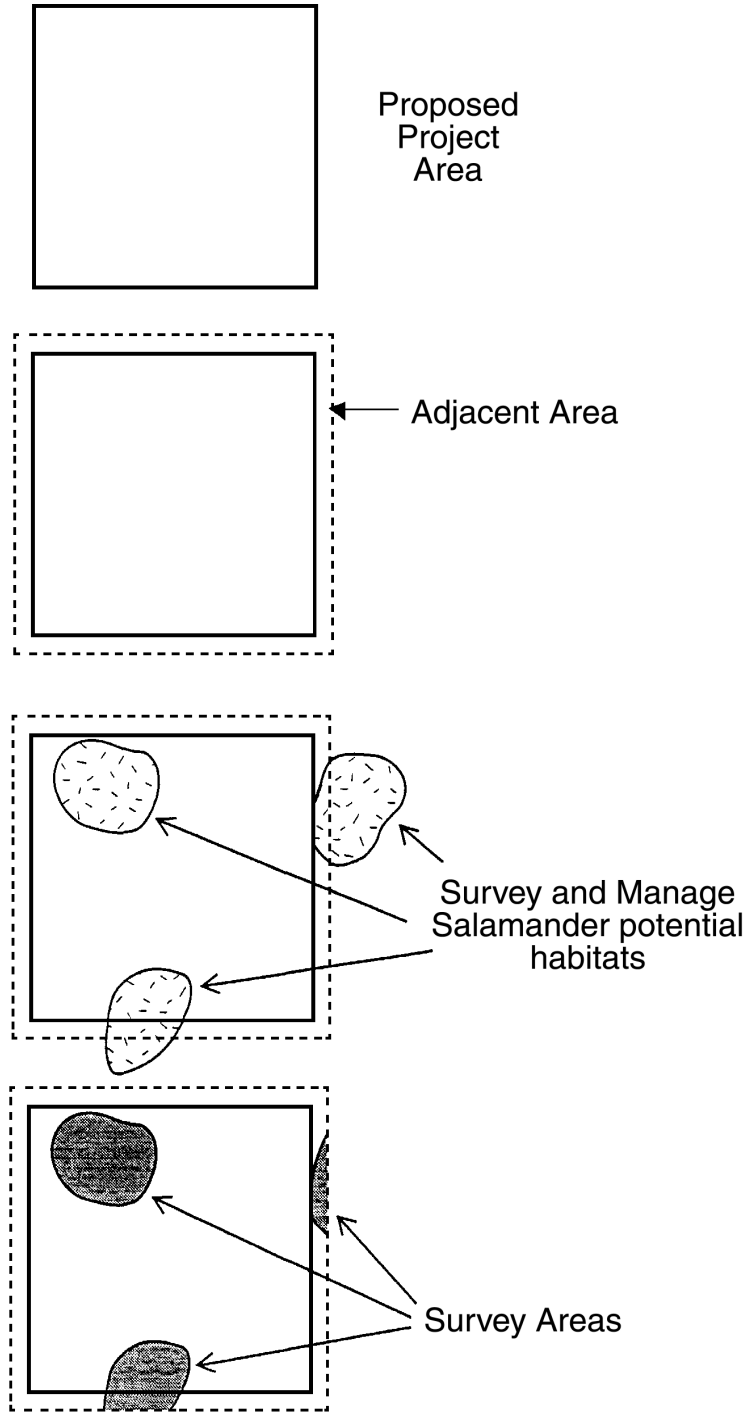 Proposed
Project
Area
Adjacent Area
Survey and Manage
Salamander potential
habitats
Survey Areas